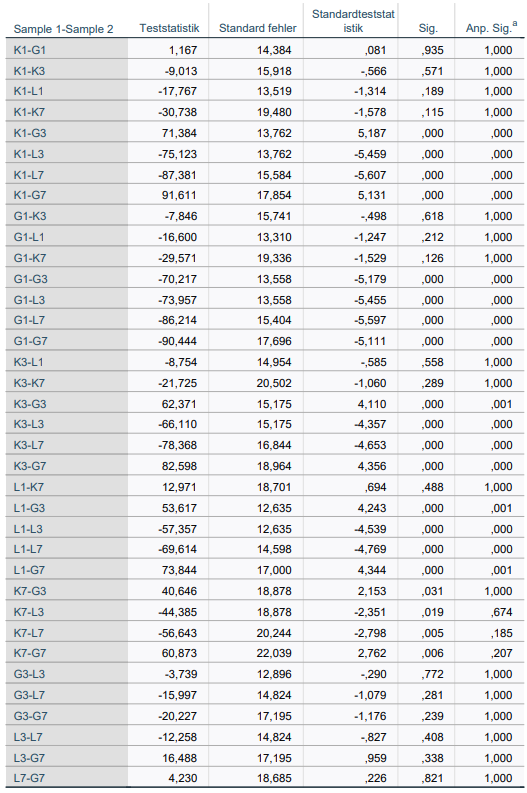 Sample 1-Sample 2 Teststatistik Standard fehler Standardteststat istik Sig. Anp. Sig.a
K1-G1 1,167 14,384 ,081 ,935 1,000
K1-K3 -9,013 15,918 -,566 ,571 1,000
K1-L1 -17,767 13,519 -1,314 ,189 1,000
K1-K7 -30,738 19,480 -1,578 ,115 1,000
K1-G3 71,384 13,762 5,187 ,000 ,000
K1-L3 -75,123 13,762 -5,459 ,000 ,000
K1-L7 -87,381 15,584 -5,607 ,000 ,000
K1-G7 91,611 17,854 5,131 ,000 ,000
G1-K3 -7,846 15,741 -,498 ,618 1,000
G1-L1 -16,600 13,310 -1,247 ,212 1,000
G1-K7 -29,571 19,336 -1,529 ,126 1,000
G1-G3 -70,217 13,558 -5,179 ,000 ,000
G1-L3 -73,957 13,558 -5,455 ,000 ,000
G1-L7 -86,214 15,404 -5,597 ,000 ,000
G1-G7 -90,444 17,696 -5,111 ,000 ,000
K3-L1 -8,754 14,954 -,585 ,558 1,000
K3-K7 -21,725 20,502 -1,060 ,289 1,000
K3-G3 62,371 15,175 4,110 ,000 ,001
K3-L3 -66,110 15,175 -4,357 ,000 ,000
K3-L7 -78,368 16,844 -4,653 ,000 ,000
K3-G7 82,598 18,964 4,356 ,000 ,000
L1-K7 12,971 18,701 ,694 ,488 1,000
L1-G3 53,617 12,635 4,243 ,000 ,001
L1-L3 -57,357 12,635 -4,539 ,000 ,000
L1-L7 -69,614 14,598 -4,769 ,000 ,000
L1-G7 73,844 17,000 4,344 ,000 ,001
K7-G3 40,646 18,878 2,153 ,031 1,000
K7-L3 -44,385 18,878 -2,351 ,019 ,674
K7-L7 -56,643 20,244 -2,798 ,005 ,185
K7-G7 60,873 22,039 2,762 ,006 ,207
G3-L3 -3,739 12,896 -,290 ,772 1,000
G3-L7 -15,997 14,824 -1,079 ,281 1,000
G3-G7 -20,227 17,195 -1,176 ,239 1,000
L3-L7 -12,258 14,824 -,827 ,408 1,000
L3-G7 16,488 17,195 ,959 ,338 1,000
L7-G7 4,230 18,685 ,226 ,821 1,000